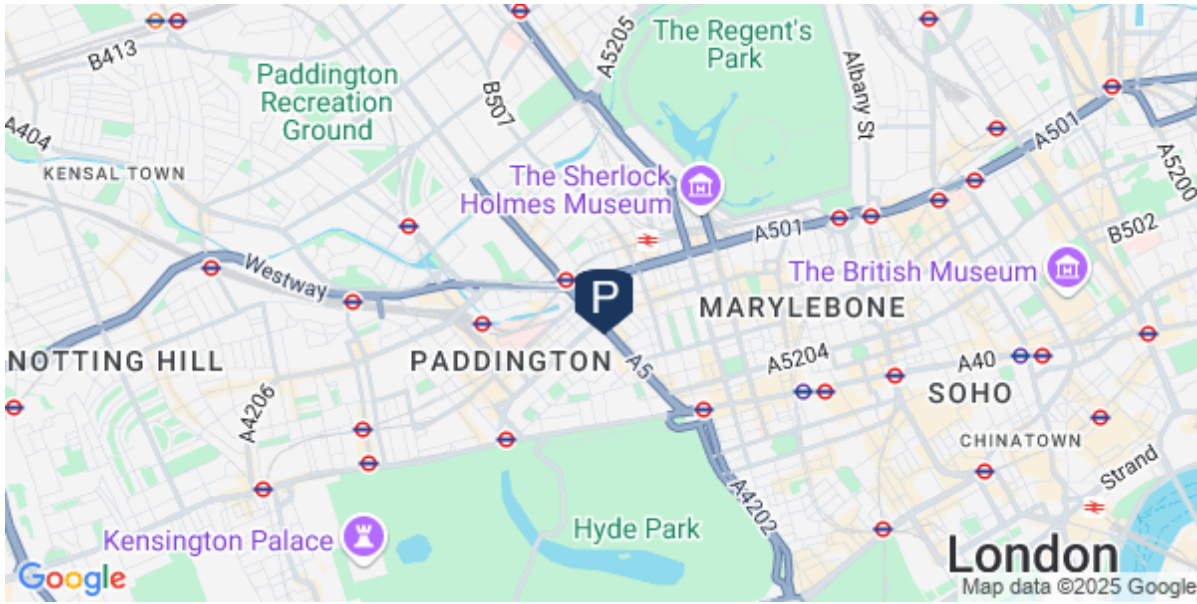 B413
A5205
The Regent's
Park
Paddington
Recreation
Ground
B507
Albany St
A404
A501
A5200
KENSAL TOWN
The Sherlock
Holmes Museum
A501
B502
Westway
The British Museum
MARYLEBONE
P
NOTTING HILL
PADDINGTON
A5
A5204
A40
A4206
SOHO
CHINATOWN
Strand
A4202
Kensington Palace
Hyde Park
London
Google
Map data ©2025 Google